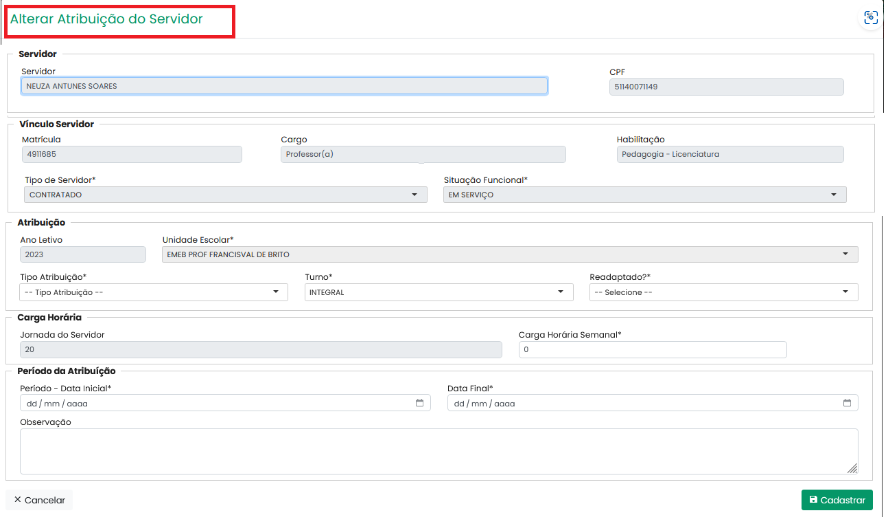 Alterar Atribuição do Servidor
Servidor
Servidor
CPF
NEUZA ANTUNES SOARES
51140071149
Vínculo Servidor
Matrícula
Cargo
Habilitação
4911685
Professor(a)
Pedagogia - Licenciatura
Tipo de Servidor*
Situação Funcional*
CONTRATADO
EM SERVIÇO
Atribuição
Ano Letivo
Unidade Escolar*
2023
EMEB PROF FRANCISVAL DE BRITO
Tipo Atribuição*
Turno*
Readaptado?*
-- Tipo Atribuição --
INTEGRAL
-- Selecione --
Carga Horária
Jornada do Servidor
Carga Horária Semanal*
20
0
Período da Atribuição
Período - Data Inicial*
Data Final*
dd / mm / aaaa
dd / mm / aaaa
Observação
Cancelar
Cadastrar